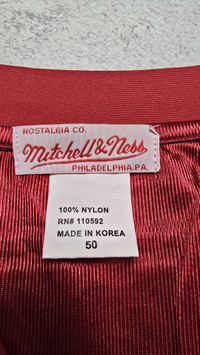 NOSTALGIA CO.
Mitchell & Ness
PHILADELPHIA, PA.
100% NYLON
RN# 110592
MADE IN KOREA
50